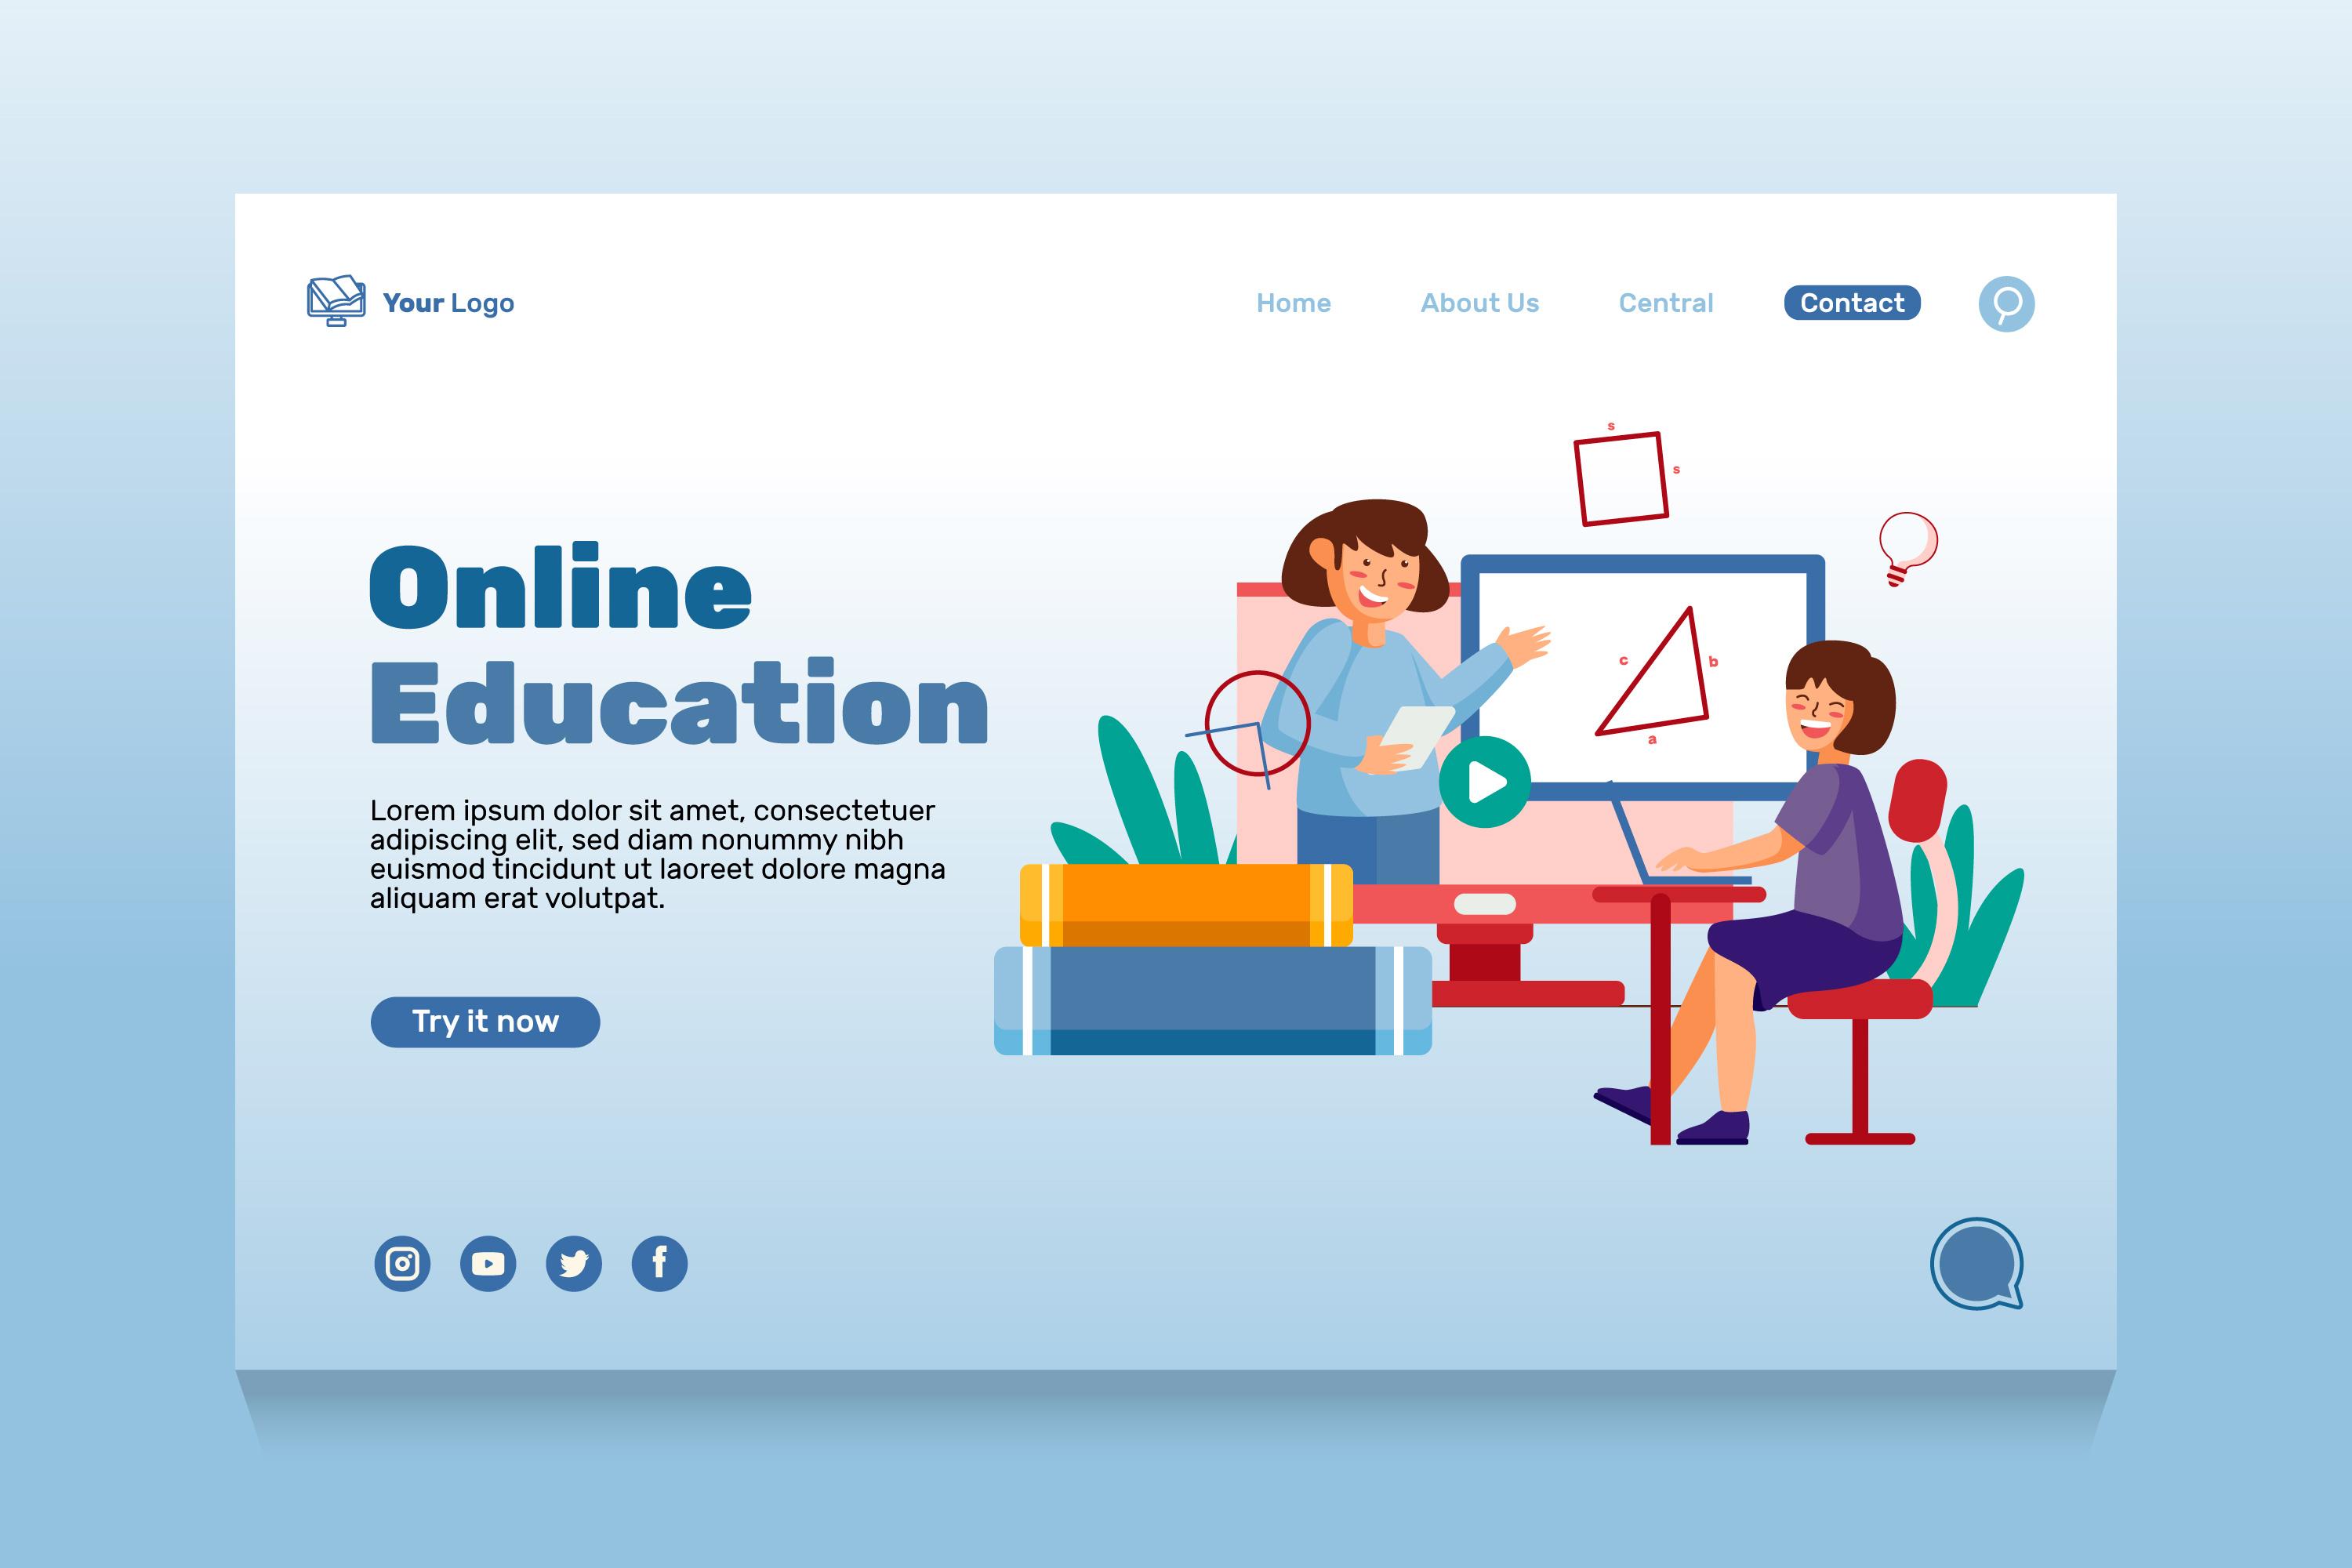 Your Logo
Home
About Us
Central
Contact
Online
Education
Lorem ipsum dolor sit amet, consectetuer
adipiscing elit, sed diam nonummy nibh
euismod tincidunt ut laoreet dolore magna
aliquam erat volutpat.
Try it now
s
s
c
b
a